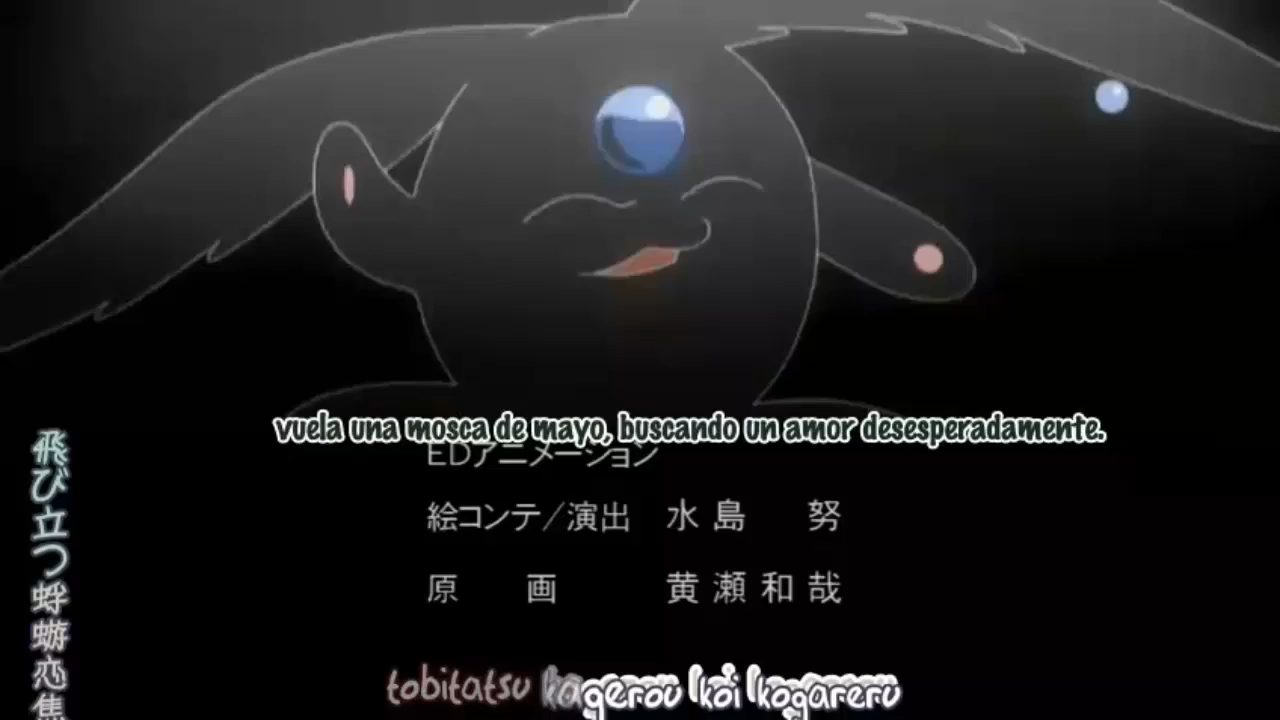 vuela una mosca de mayo, buscando un amor desesperadamente.
EDアニメーション
絵コンテ/演出 水島 努
原 画 黄瀬和哉
飛び立つ蜉蝣恋焦
tobitatsu kagerou koi kogareru